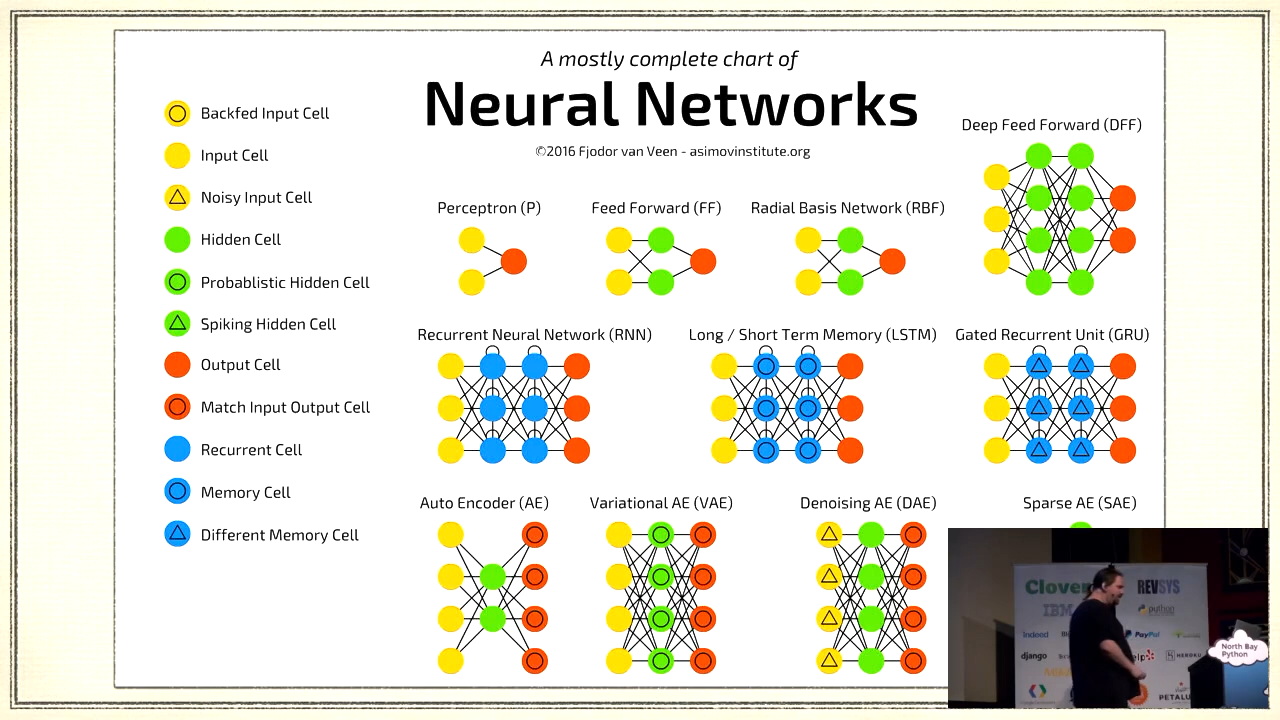 A mostly complete chart of
Neural Networks
©2016 Fjodor van Veen - asimovinstitute.org
Backfed Input Cell
Input Cell
Noisy Input Cell
Hidden Cell
Probablistic Hidden Cell
Spiking Hidden Cell
Output Cell
Match Input Output Cell
Recurrent Cell
Memory Cell
Different Memory Cell
Deep Feed Forward (DFF)
Perceptron (P)
Feed Forward (FF)
Radial Basis Network (RBF)
Recurrent Neural Network (RNN)
Long / Short Term Memory (LSTM)
Gated Recurrent Unit (GRU)
Auto Encoder (AE)
Variational AE (VAE)
Denoising AE (DAE)
Sparse AE (SAE)
Clover
REVSYS
IBM
python
indeed
PayPal
django
HEROKU
PETALU
North Bay
Python